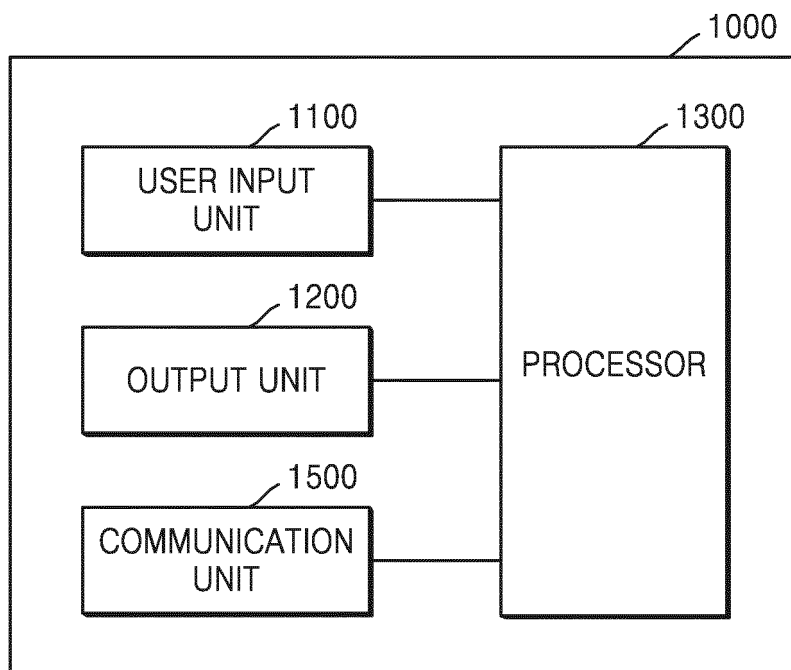 1000
1100
USER INPUT
UNIT
1200
OUTPUT UNIT
1500
COMMUNICATION
UNIT
1300
PROCESSOR